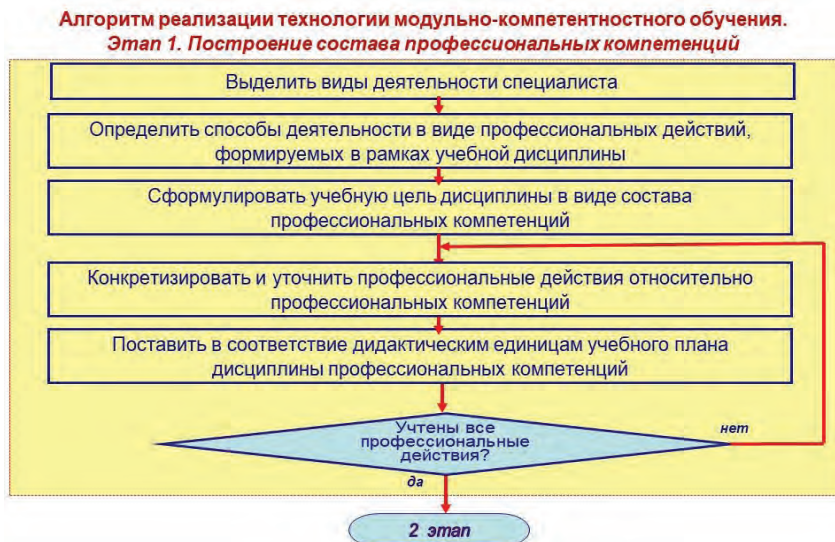 Алгоритм реализации технологии модульно-компетентностного обучения.
Этап 1. Построение состава профессиональных компетенций
Выделить виды деятельности специалиста
Определить способы деятельности в виде профессиональных действий,
формируемых в рамках учебной дисциплины
Сформулировать учебную цель дисциплины в виде состава
профессиональных компетенций
Конкретизировать и уточнить профессиональные действия относительно
профессиональных компетенций
Поставить в соответствие дидактическим единицам учебного плана
дисциплины профессиональных компетенций
Учтены все
профессиональные
действия?
нет
да
2 этап